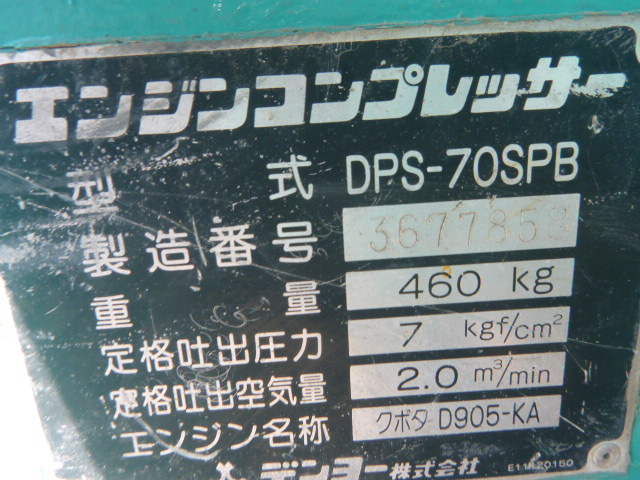 エンジンコンプレッサー
型式 DPS-70SPB
製造番号 3677853
重量 460 kg
定格吐出圧力 7 kgf/cm²
定格吐出空気量 2.0 m³/min
エンジン名称 クボタ D905-KA
デンヨー株式会社